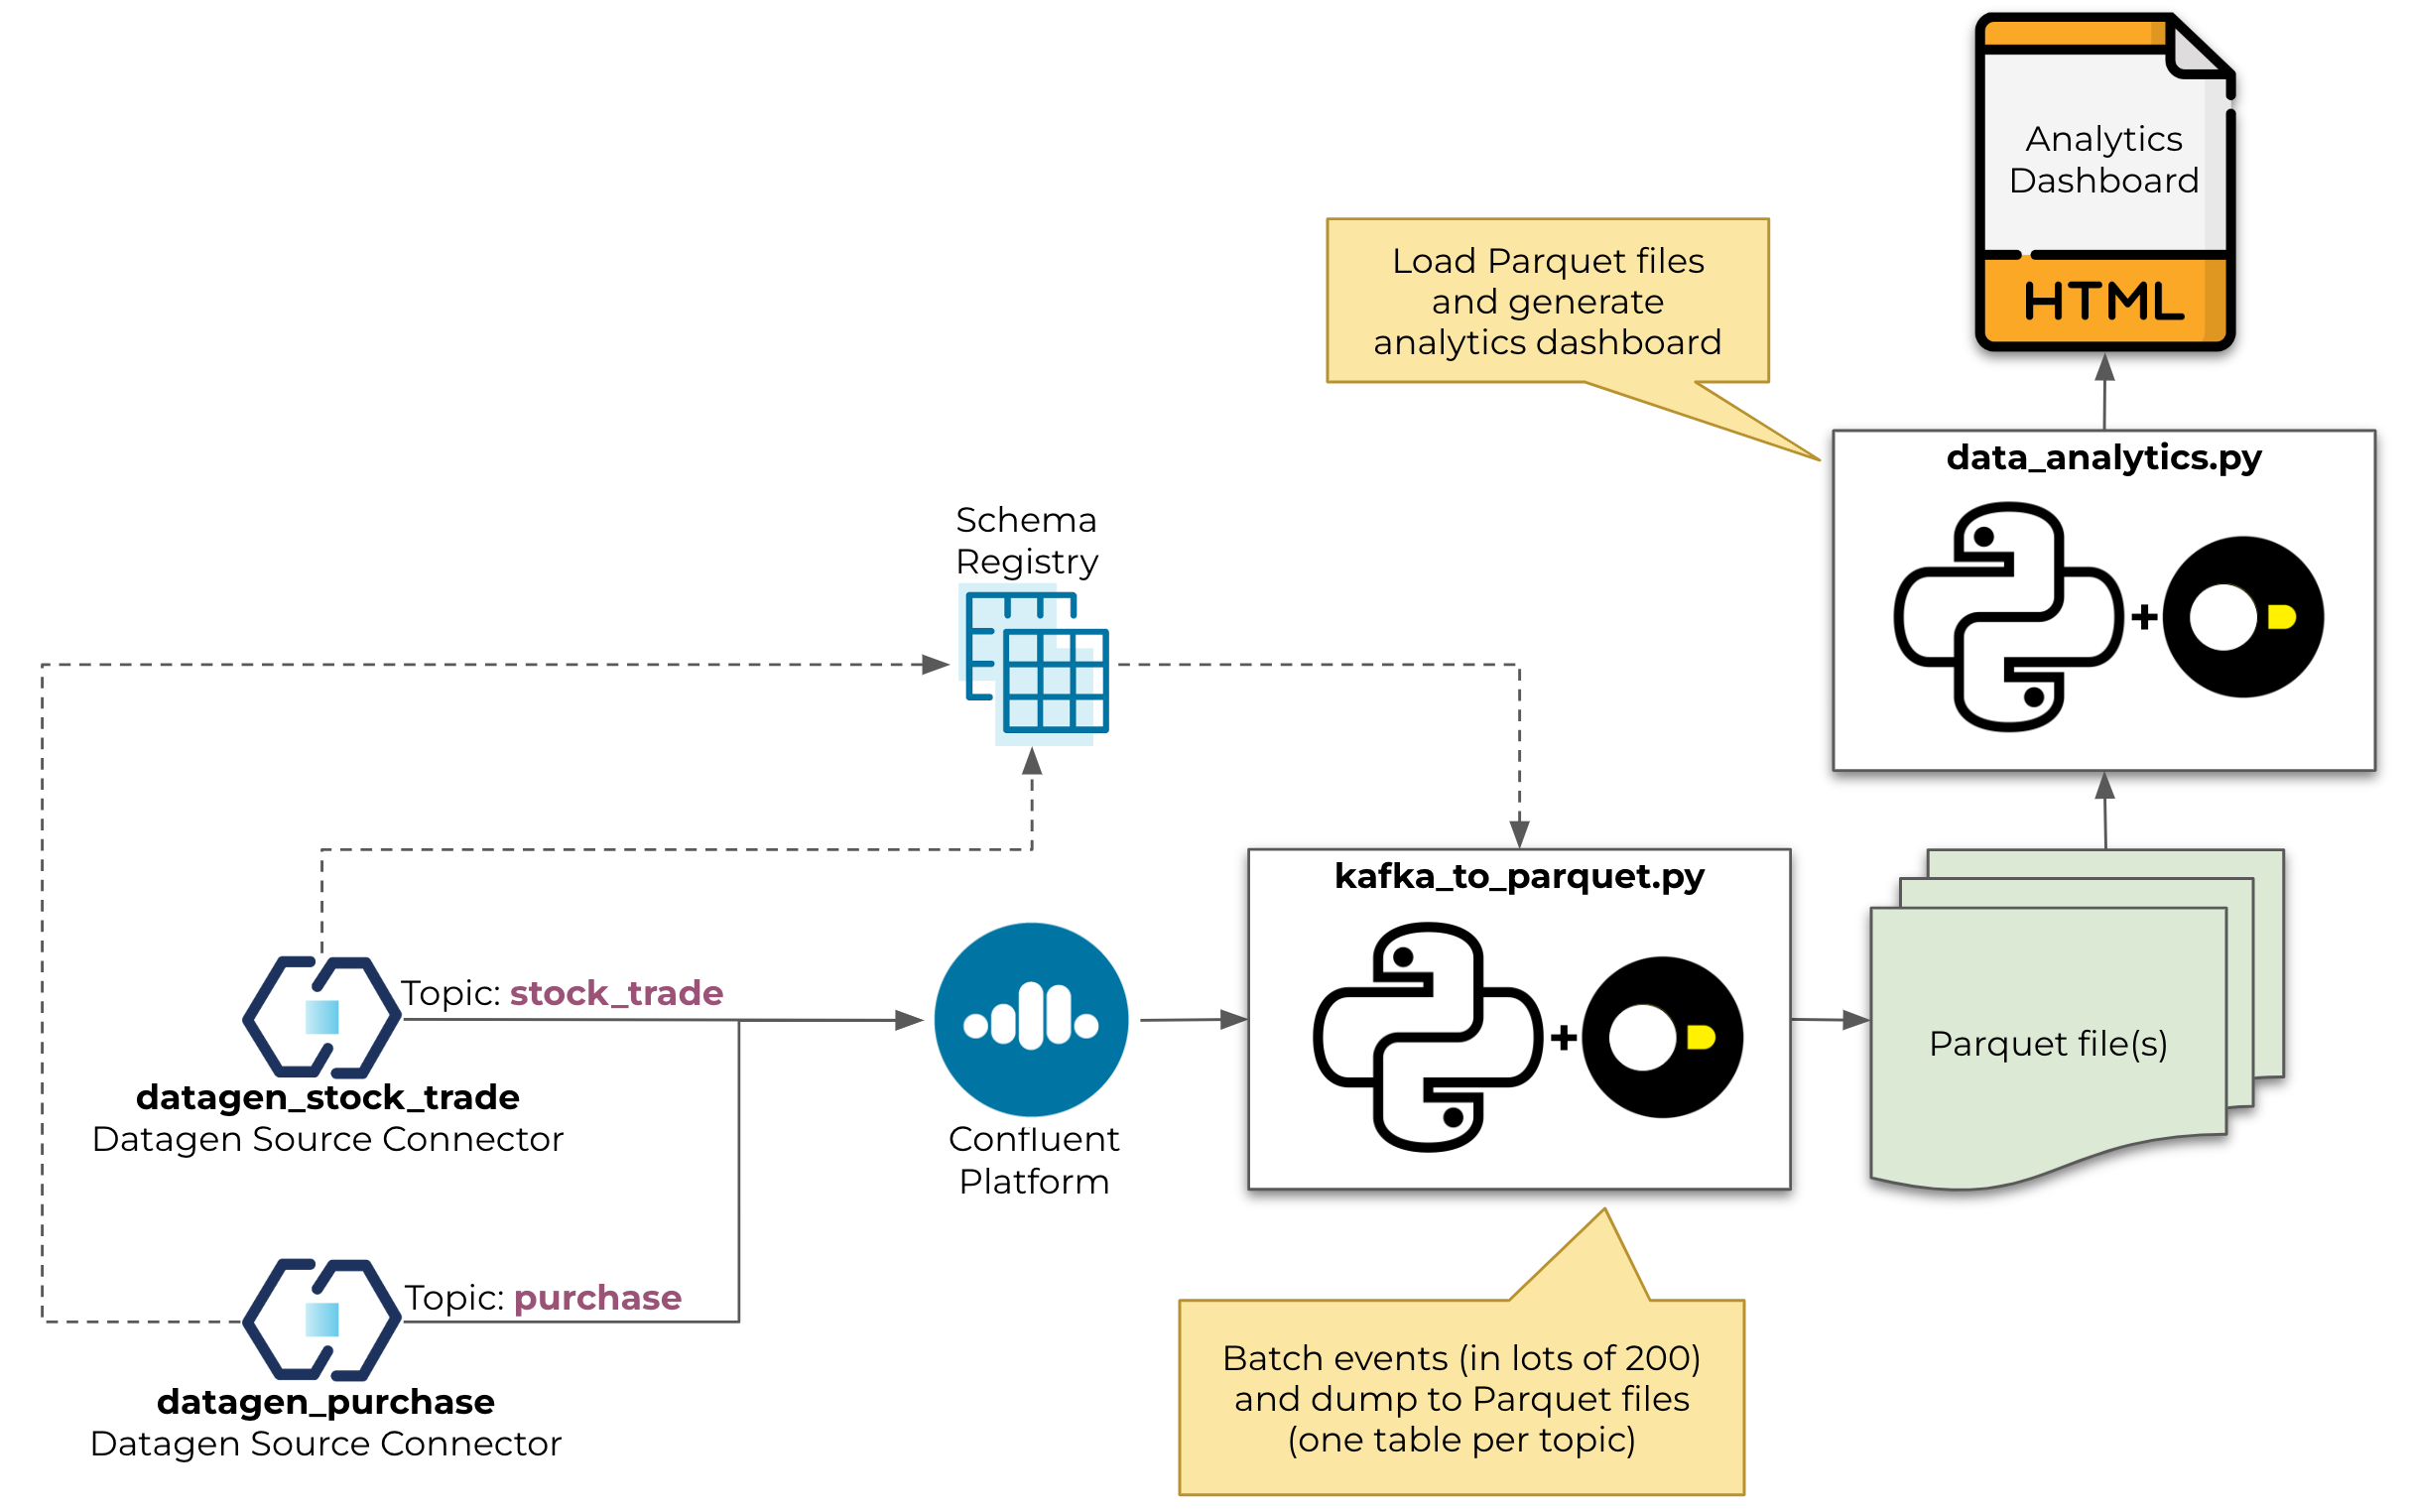 Analytics
Dashboard
HTML
Load Parquet files
and generate
analytics dashboard
data_analytics.py
+
Schema
Registry
kafka_to_parquet.py
+
Topic: stock_trade
datagen_stock_trade
Datagen Source Connector
Confluent
Platform
Parquet file(s)
Topic: purchase
datagen_purchase
Datagen Source Connector
Batch events (in lots of 200)
and dump to Parquet files
(one table per topic)